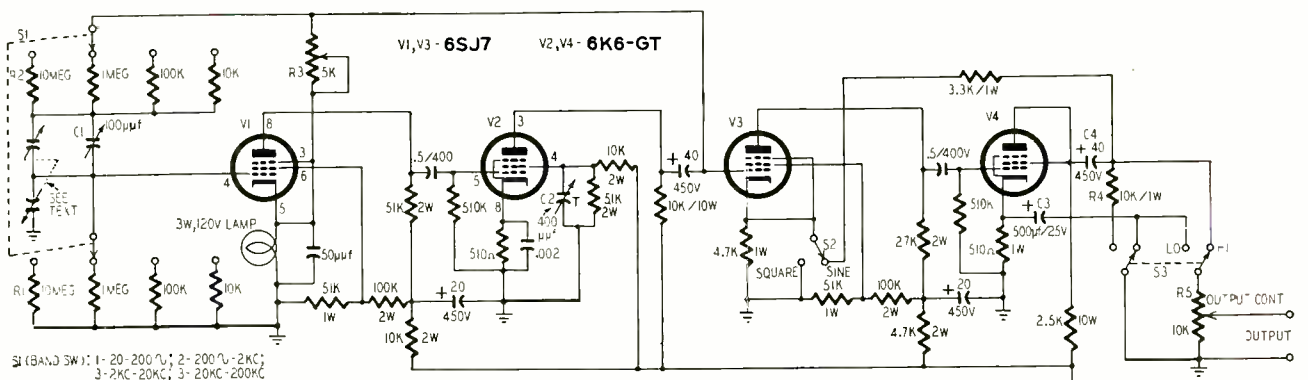 S1
V1,V3 - 6SJ7
V2,V4 - 6K6-GT
R2
10MEG
1MEG
100K
10K
R3
5K
3.3K/1W
C1
100μμf
V1
8
3
6
4
5
.5/400
V2
3
4
5
8
10K
2W
+ 40
450V
V3
.5/400V
V4
C4
+ 40
450V
R4
10K/1W
SEE
TEXT
3W,120V LAMP
51K
2W
510K
C2
T
400
μμf
51K
2W
510Ω
.002
10K/10W
4.7K
1W
S2
SQUARE
SINE
27K
2W
510K
510Ω
1W
C3
+
500μf/25V
LO
HI
S3
50μμf
R1
10MEG
1MEG
100K
10K
51K
1W
100K
2W
+ 20
450V
10K
2W
51K
1W
100K
2W
+ 20
450V
4.7K
2W
2.5K
10W
R5
10K
OUTPUT CONT
OUTPUT
S1 (BAND SW): 1-20-200∿; 2-200∿-2KC;
3-2KC-20KC; 3-20KC-200KC